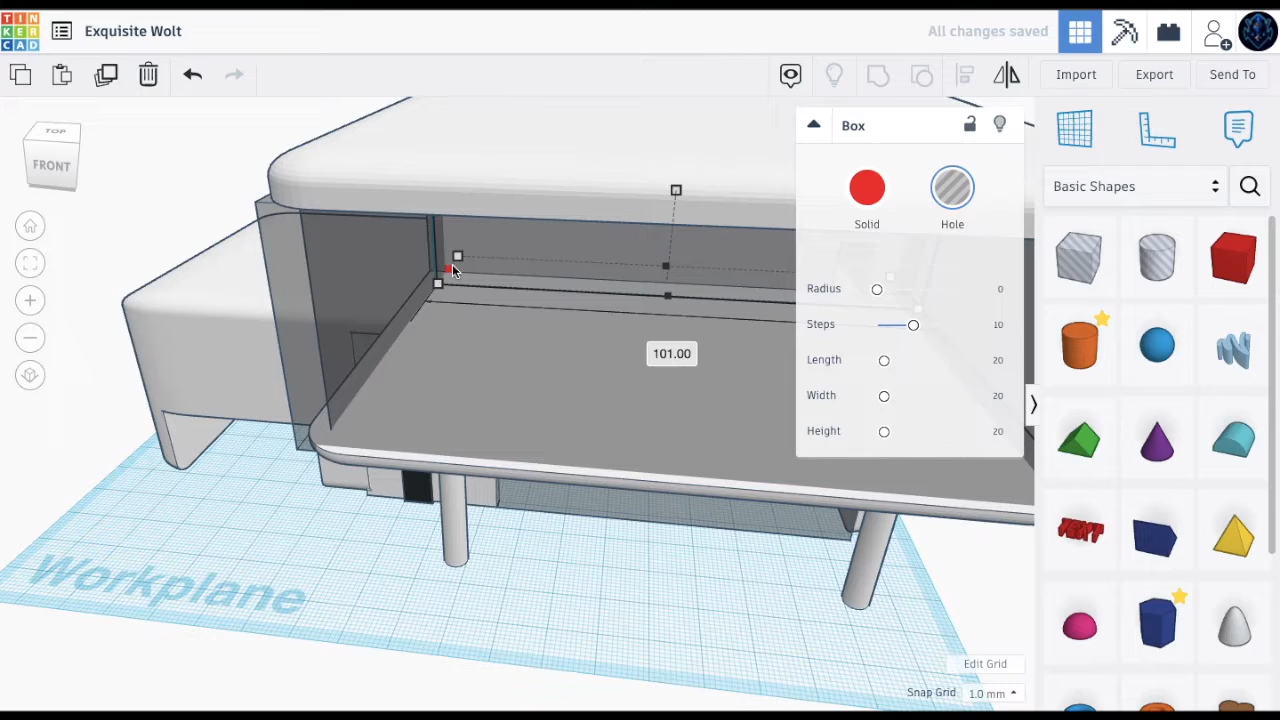 TIN
KER
CAD
Exquisite Wolt
All changes saved
Import
Export
Send To
TOP
FRONT
Box
Solid
Hole
Radius
0
Steps
10
Length
20
Width
20
Height
20
101.00
Basic Shapes
TEXT
Workplane
Edit Grid
Snap Grid
1.0 mm